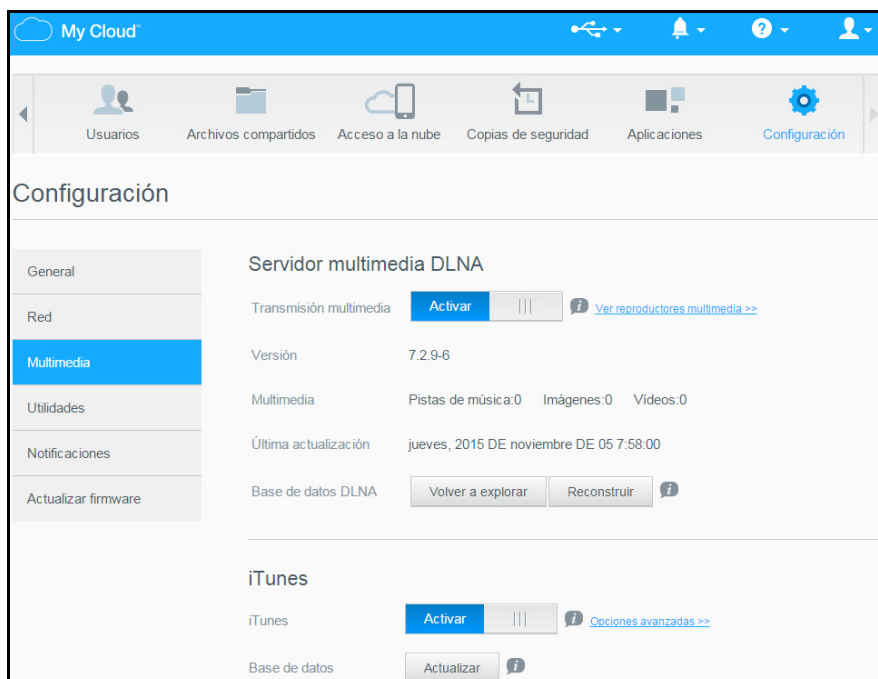 My Cloud™
Usuarios Archivos compartidos Acceso a la nube Copias de seguridad Aplicaciones Configuración
Configuración
General
Red
Multimedia
Utilidades
Notificaciones
Actualizar firmware
Servidor multimedia DLNA
Transmisión multimedia Activar Ver reproductores multimedia >>
Versión 7.2.9-6
Multimedia Pistas de música:0 Imágenes:0 Vídeos:0
Última actualización jueves, 2015 DE noviembre DE 05 7:58:00
Base de datos DLNA Volver a explorar Reconstruir
iTunes
iTunes Activar Opciones avanzadas >>
Base de datos Actualizar